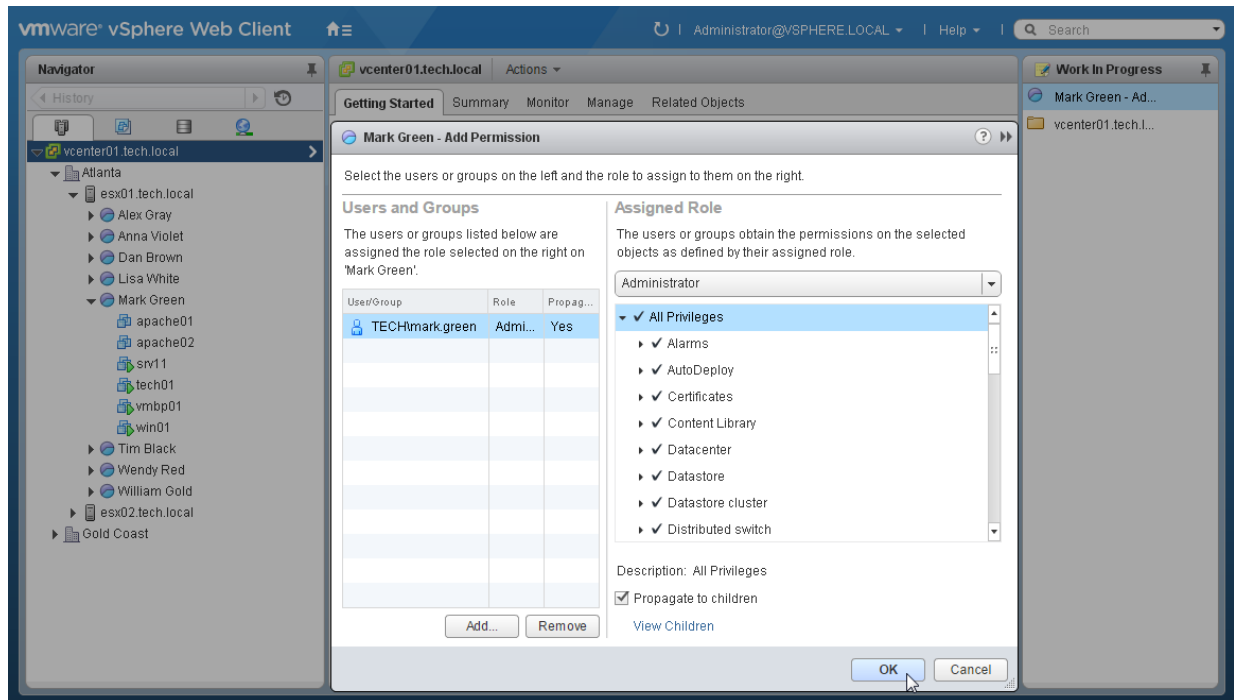 vmware® vSphere Web Client
Administrator@VSPHERE.LOCAL
Help
Search
Navigator
History
vcenter01.tech.local
Atlanta
esx01.tech.local
Alex Gray
Anna Violet
Dan Brown
Lisa White
Mark Green
apache01
apache02
srv11
tech01
vmbp01
win01
Tim Black
Wendy Red
William Gold
esx02.tech.local
Gold Coast
vcenter01.tech.local Actions
Getting Started Summary Monitor Manage Related Objects
Mark Green - Add Permission
Select the users or groups on the left and the role to assign to them on the right.
Users and Groups
The users or groups listed below are
assigned the role selected on the right on
'Mark Green'.
User/Group Role Propag...
TECH\mark.green Admi... Yes
Add... Remove
Assigned Role
The users or groups obtain the permissions on the selected
objects as defined by their assigned role.
Administrator
All Privileges
Alarms
AutoDeploy
Certificates
Content Library
Datacenter
Datastore
Datastore cluster
Distributed switch
Description: All Privileges
Propagate to children
View Children
OK Cancel
Work In Progress
Mark Green - Ad...
vcenter01.tech.l...